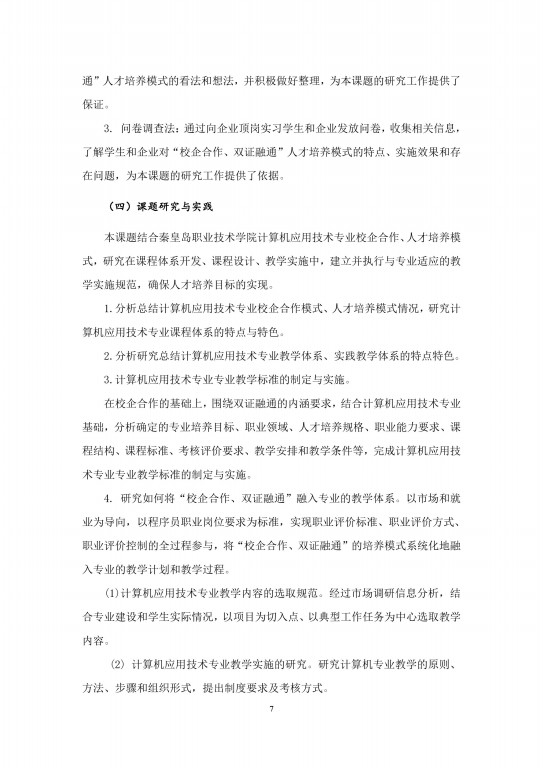 通”人才培养模式的看法和想法，并积极做好整理，为本课题的研究工作提供了
保证。
3. 问卷调查法：通过向企业顶岗实习学生和企业发放问卷，收集相关信息，
了解学生和企业对“校企合作、双证融通”人才培养模式的特点、实施效果和存
在问题，为本课题的研究工作提供了依据。
（四）课题研究与实践
本课题结合秦皇岛职业技术学院计算机应用技术专业校企合作、人才培养模
式，研究在课程体系开发、课程设计、教学实施中，建立并执行与专业适应的教
学实施规范，确保人才培养目标的实现。
1.分析总结计算机应用技术专业校企合作模式、人才培养模式情况，研究计
算机应用技术专业课程体系的特点与特色。
2.分析研究总结计算机应用技术专业教学体系、实践教学体系的特点特色。
3.计算机应用技术专业专业教学标准的制定与实施。
在校企合作的基础上，围绕双证融通的内涵要求，结合计算机应用技术专业
基础，分析确定的专业培养目标、职业领域、人才培养规格、职业能力要求、课
程结构、课程标准、考核评价要求、教学安排和教学条件等，完成计算机应用技
术专业专业教学标准的制定与实施。
4. 研究如何将“校企合作、双证融通”融入专业的教学体系。以市场和就
业为导向，以程序员职业岗位要求为标准，实现职业评价标准、职业评价方式、
职业评价控制的全过程参与，将“校企合作、双证融通”的培养模式系统化地融
入专业的教学计划和教学过程。
(1)计算机应用技术专业教学内容的选取规范。经过市场调研信息分析，结
合专业建设和学生实际情况，以项目为切入点、以典型工作任务为中心选取教学
内容。
(2) 计算机应用技术专业教学实施的研究。研究计算机专业教学的原则、
方法、步骤和组织形式，提出制度要求及考核方式。
7